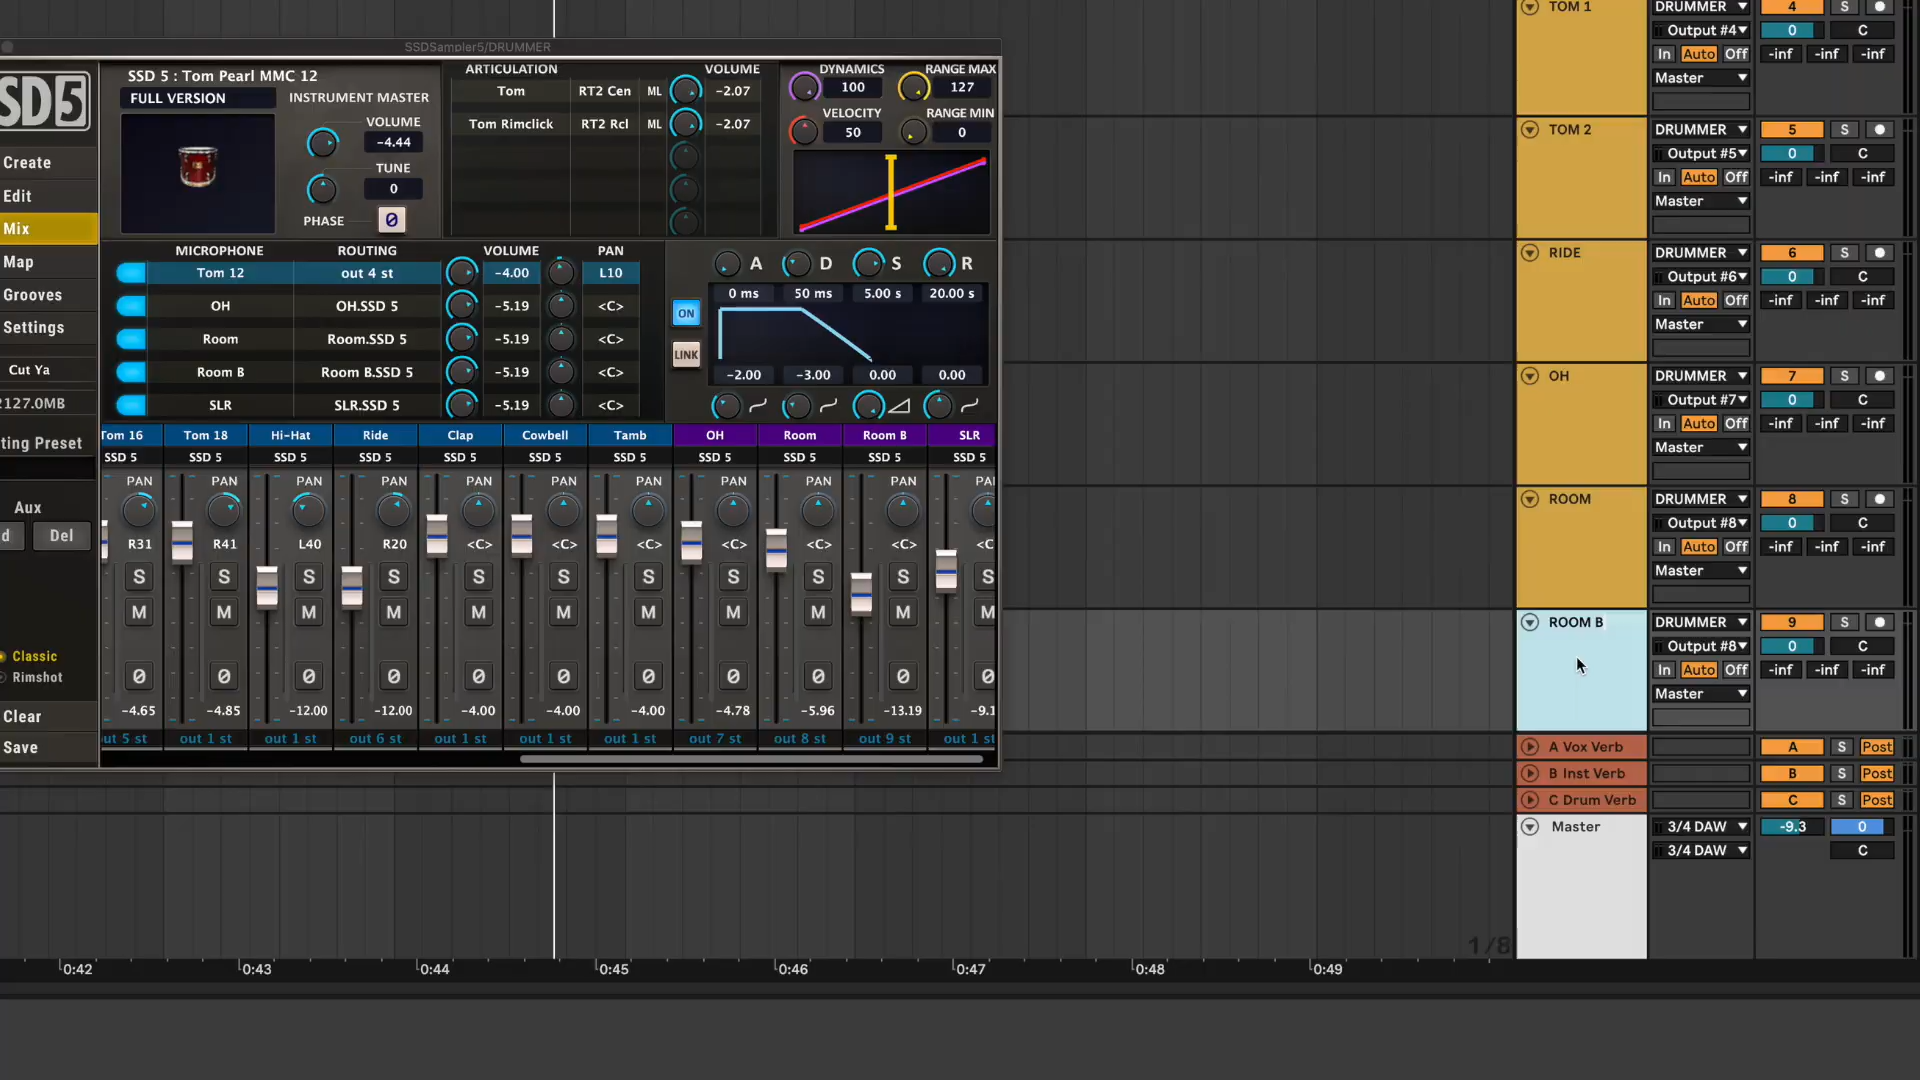 SSDSampler5/DRUMMER
SD5
Create
Edit
Mix
Map
Grooves
Settings
Cut Ya
2127.0MB
ting Preset
Aux
d Del
Classic
Rimshot
Clear
Save
SSD 5 : Tom Pearl MMC 12
FULL VERSION
INSTRUMENT MASTER
VOLUME
-4.44
TUNE
0
PHASE Ø
ARTICULATION VOLUME
Tom RT2 Cen ML -2.07
Tom Rimclick RT2 Rcl ML -2.07
DYNAMICS RANGE MAX
100 127
VELOCITY RANGE MIN
50 0
MICROPHONE ROUTING VOLUME PAN
Tom 12 out 4 st -4.00 L10
OH OH.SSD 5 -5.19 <C>
Room Room.SSD 5 -5.19 <C>
Room B Room B.SSD 5 -5.19 <C>
SLR SLR.SSD 5 -5.19 <C>
A D S R
0 ms 50 ms 5.00 s 20.00 s
ON
LINK
-2.00 -3.00 0.00 0.00
Tom 16 Tom 18 Hi-Hat Ride Clap Cowbell Tamb OH Room Room B SLR
SSD 5 SSD 5 SSD 5 SSD 5 SSD 5 SSD 5 SSD 5 SSD 5 SSD 5 SSD 5 SSD 5
PAN PAN PAN PAN PAN PAN PAN PAN PAN PAN PA
R31 R41 L40 R20 <C> <C> <C> <C> <C> <C> <C
S S S S S S S S S S S
M M M M M M M M M M M
Ø Ø Ø Ø Ø Ø Ø Ø Ø Ø Ø
-4.65 -4.85 -12.00 -12.00 -4.00 -4.00 -4.00 -4.78 -5.96 -13.19 -9.1
out 5 st out 1 st out 1 st out 6 st out 1 st out 1 st out 1 st out 7 st out 8 st out 9 st out 1 st
TOM 1 DRUMMER 4 S
Output #4 0 C
In Auto Off -inf -inf -inf
Master
TOM 2 DRUMMER 5 S
Output #5 0 C
In Auto Off -inf -inf -inf
Master
RIDE DRUMMER 6 S
Output #6 0 C
In Auto Off -inf -inf -inf
Master
OH DRUMMER 7 S
Output #7 0 C
In Auto Off -inf -inf -inf
Master
ROOM DRUMMER 8 S
Output #8 0 C
In Auto Off -inf -inf -inf
Master
ROOM B DRUMMER 9 S
Output #8 0 C
In Auto Off -inf -inf -inf
Master
A Vox Verb A S Post
B Inst Verb B S Post
C Drum Verb C S Post
Master 3/4 DAW -9.3 0
3/4 DAW C
1/8
0:42 0:43 0:44 0:45 0:46 0:47 0:48 0:49